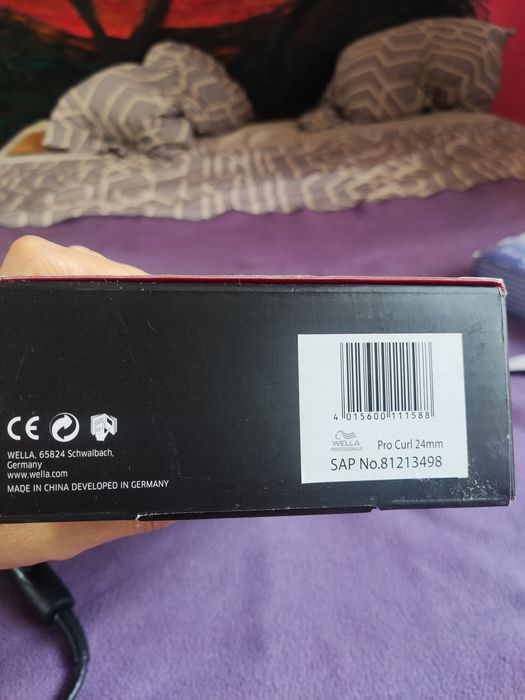 CE
WELLA, 65824 Schwalbach,
Germany
www.wella.com
MADE IN CHINA DEVELOPED IN GERMANY
4 015600 111588
WELLA
PROFESSIONALS
Pro Curl 24mm
SAP No.81213498